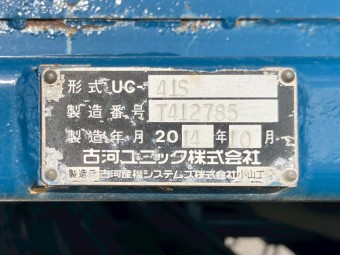 形式 UC-41S
製造番号 T412785
製造年月 2014年10月
古河ユニック株式会社
製造元 古河産機システムズ株式会社小山工